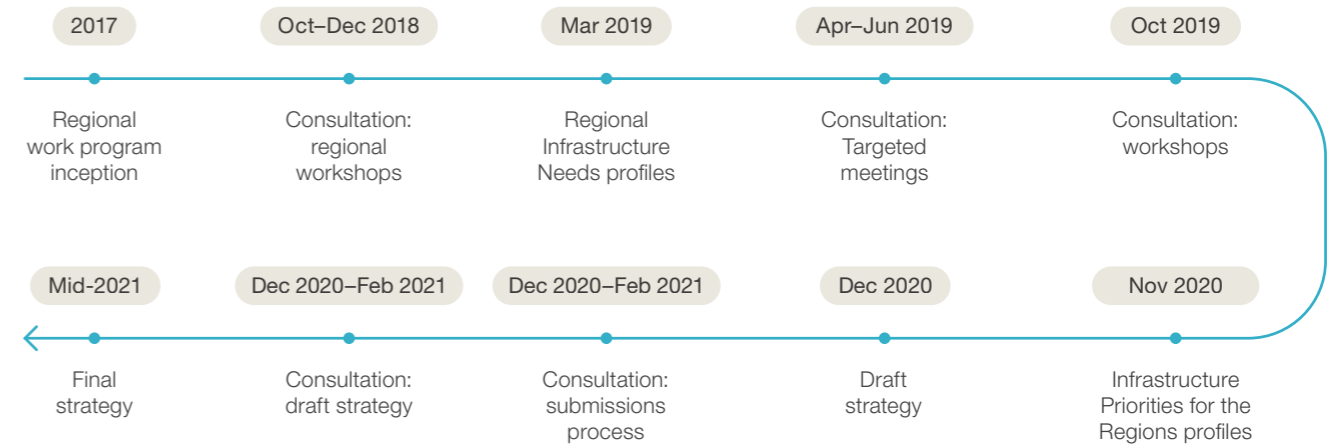 2017
Regional
work program
inception
Oct–Dec 2018
Consultation:
regional
workshops
Mar 2019
Regional
Infrastructure
Needs profiles
Apr–Jun 2019
Consultation:
Targeted
meetings
Oct 2019
Consultation:
workshops
Nov 2020
Infrastructure
Priorities for the
Regions profiles
Dec 2020
Draft
strategy
Dec 2020–Feb 2021
Consultation:
submissions
process
Dec 2020–Feb 2021
Consultation:
draft strategy
Mid-2021
Final
strategy